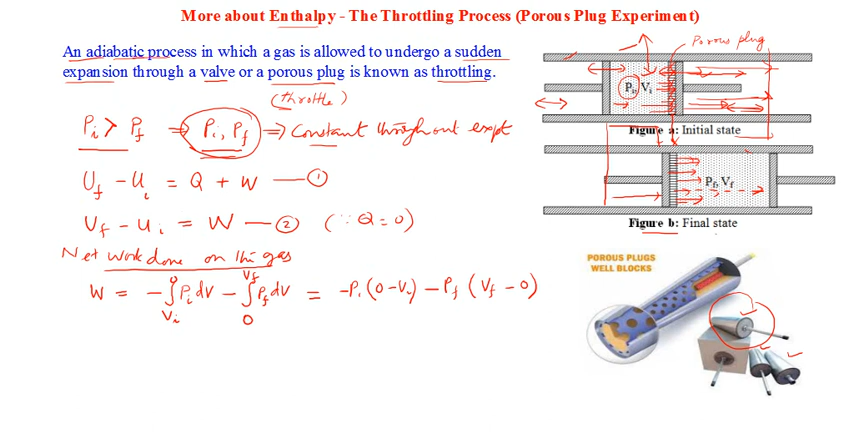 More about Enthalpy - The Throttling Process (Porous Plug Experiment)
An adiabatic process in which a gas is allowed to undergo a sudden
expansion through a valve or a porous plug is known as throttling.
(throttle)
Pi > Pf ⇒ Pi, Pf ⇒ Constant throughout expt
Uf - Ui = Q + W — ①
Uf - Ui = W — ② (∵ Q = 0)
Net work done on the gas
W = - ∫_{Vi}^{0} Pi dV - ∫_{0}^{Vf} Pf dV = -Pi (0 - Vi) - Pf (Vf - 0)
Porous plug
Pi, Vi
Figure a: Initial state
Pf, Vf
Figure b: Final state
POROUS PLUGS
WELL BLOCKS